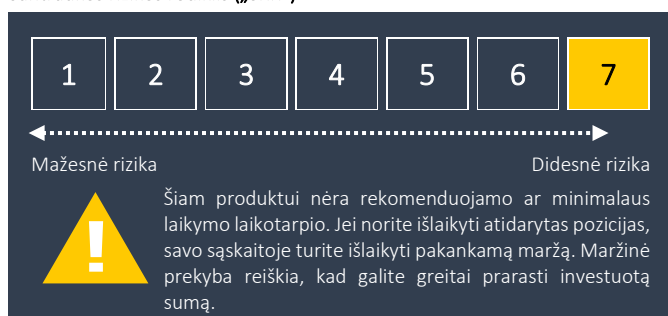 1 2 3 4 5 6 7
Mažesnė rizika Didesnė rizika
Šiam produktui nėra rekomenduojamo ar minimalaus
laikymo laikotarpio. Jei norite išlaikyti atidarytas pozicijas,
savo sąskaitoje turite išlaikyti pakankamą maržą. Maržinė
prekyba reiškia, kad galite greitai prarasti investuotą
sumą.